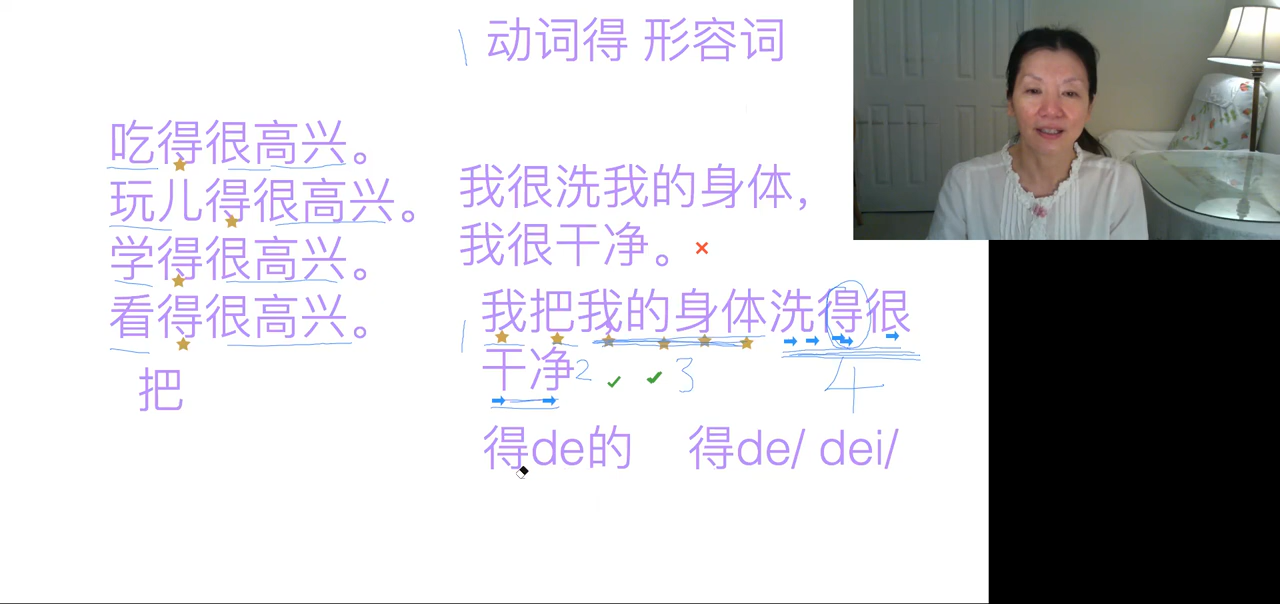 动词得 形容词
吃得很高兴。
玩儿得很高兴。
学得很高兴。
看得很高兴。
把
我很洗我的身体，
我很干净。
我把我的身体洗得很
干净
1
1
2
3
4
得de的 得de/ dei/